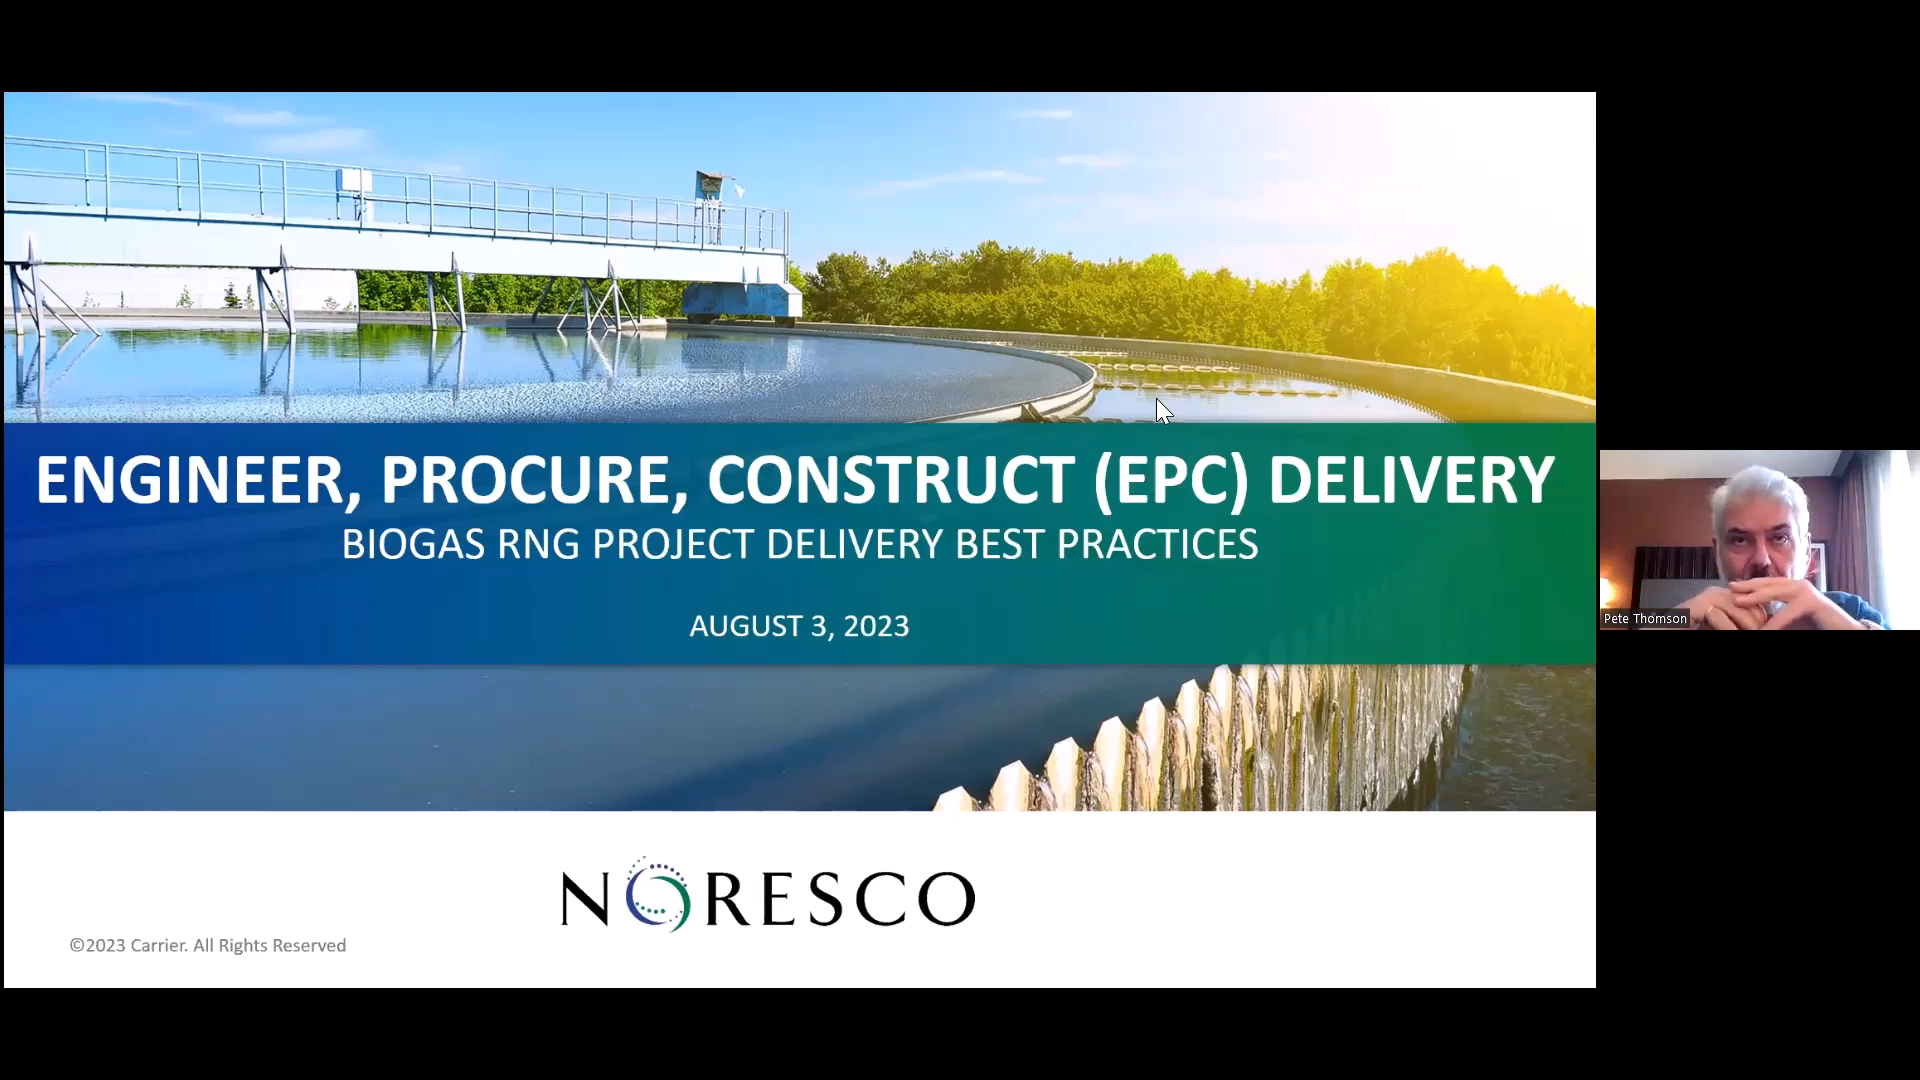 ENGINEER, PROCURE, CONSTRUCT (EPC) DELIVERY
BIOGAS RNG PROJECT DELIVERY BEST PRACTICES
AUGUST 3, 2023
Pete Thomson
NORESCO
©2023 Carrier. All Rights Reserved